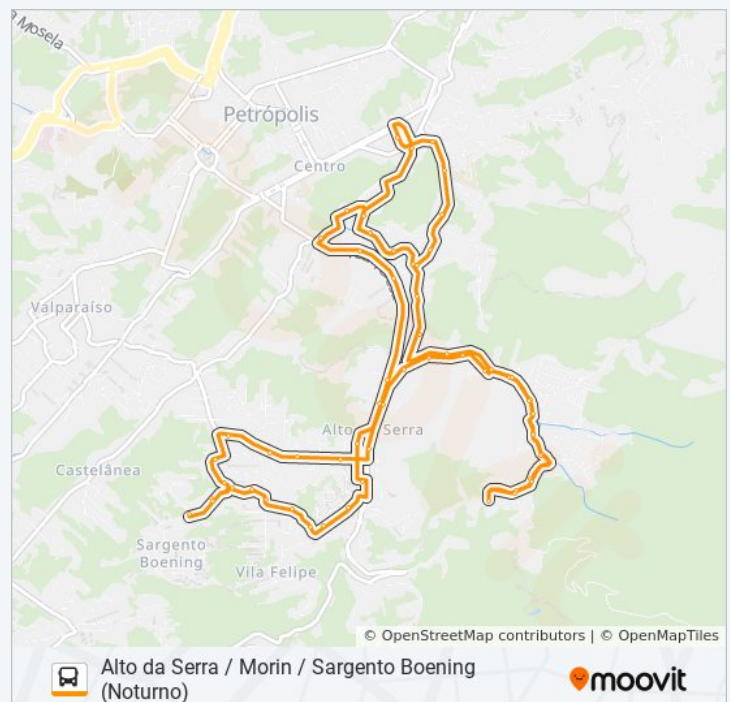 a Mosela
Petrópolis
Centro
Valparaíso
Alto da Serra
Castelânea
Sargento
Boening
Vila Felipe
© OpenStreetMap contributors | © OpenMapTiles
Alto da Serra / Morin / Sargento Boening
(Noturno)
moovit